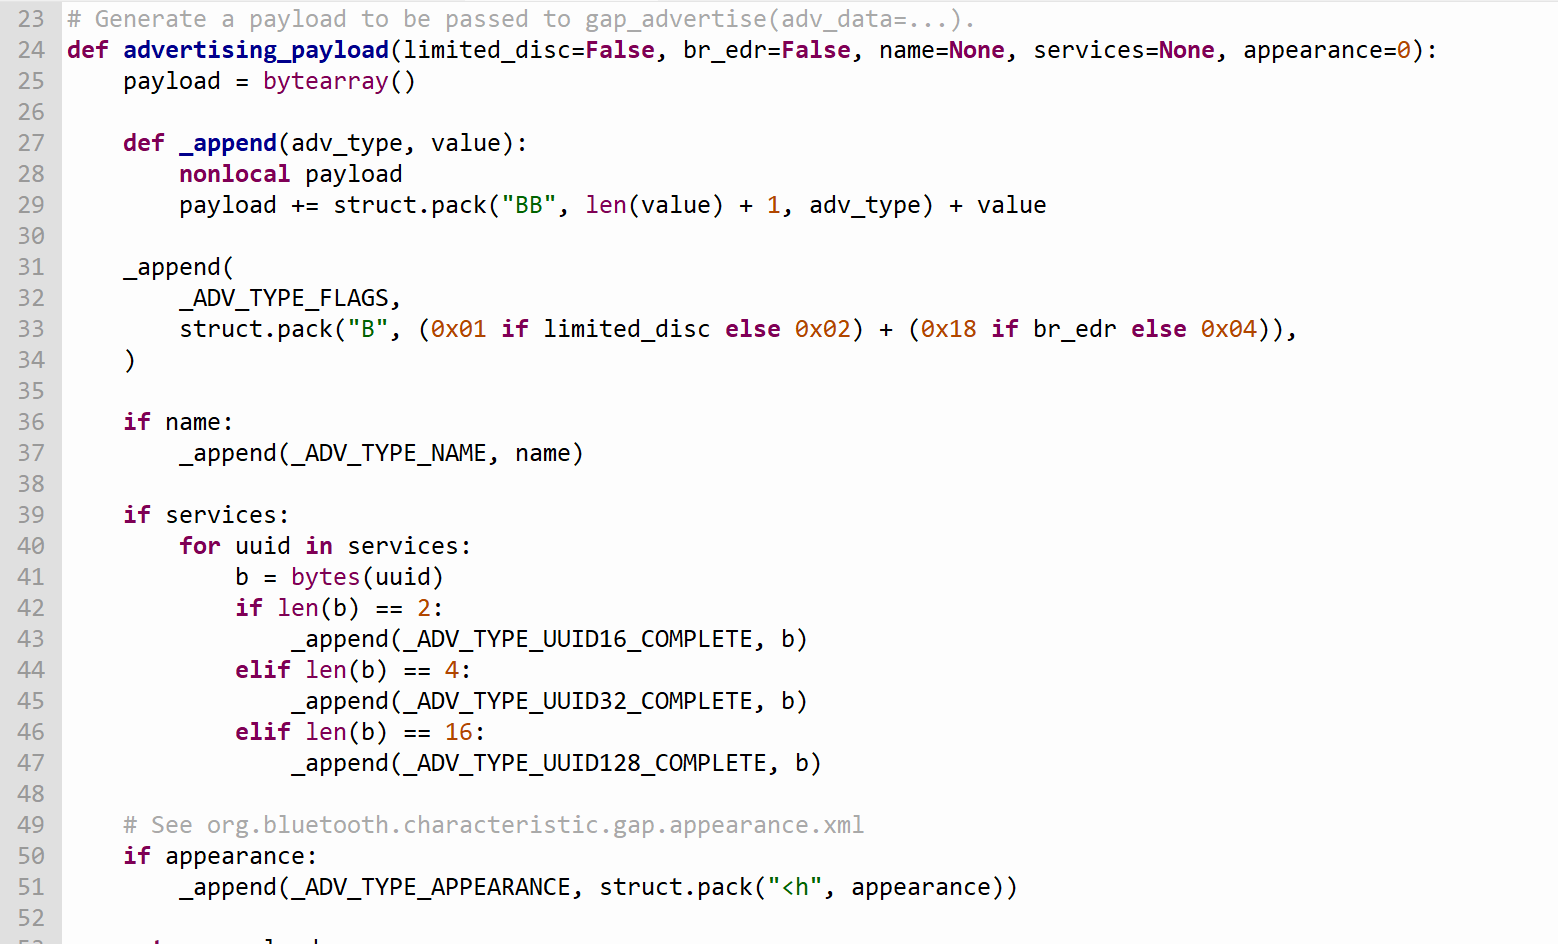 23 # Generate a payload to be passed to gap_advertise(adv_data=...).
24 def advertising_payload(limited_disc=False, br_edr=False, name=None, services=None, appearance=0):
25     payload = bytearray()
26
27     def _append(adv_type, value):
28         nonlocal payload
29         payload += struct.pack("BB", len(value) + 1, adv_type) + value
30
31     _append(
32         _ADV_TYPE_FLAGS,
33         struct.pack("B", (0x01 if limited_disc else 0x02) + (0x18 if br_edr else 0x04)),
34     )
35
36     if name:
37         _append(_ADV_TYPE_NAME, name)
38
39     if services:
40         for uuid in services:
41             b = bytes(uuid)
42             if len(b) == 2:
43                 _append(_ADV_TYPE_UUID16_COMPLETE, b)
44             elif len(b) == 4:
45                 _append(_ADV_TYPE_UUID32_COMPLETE, b)
46             elif len(b) == 16:
47                 _append(_ADV_TYPE_UUID128_COMPLETE, b)
48
49     # See org.bluetooth.characteristic.gap.appearance.xml
50     if appearance:
51         _append(_ADV_TYPE_APPEARANCE, struct.pack("<h", appearance))
52